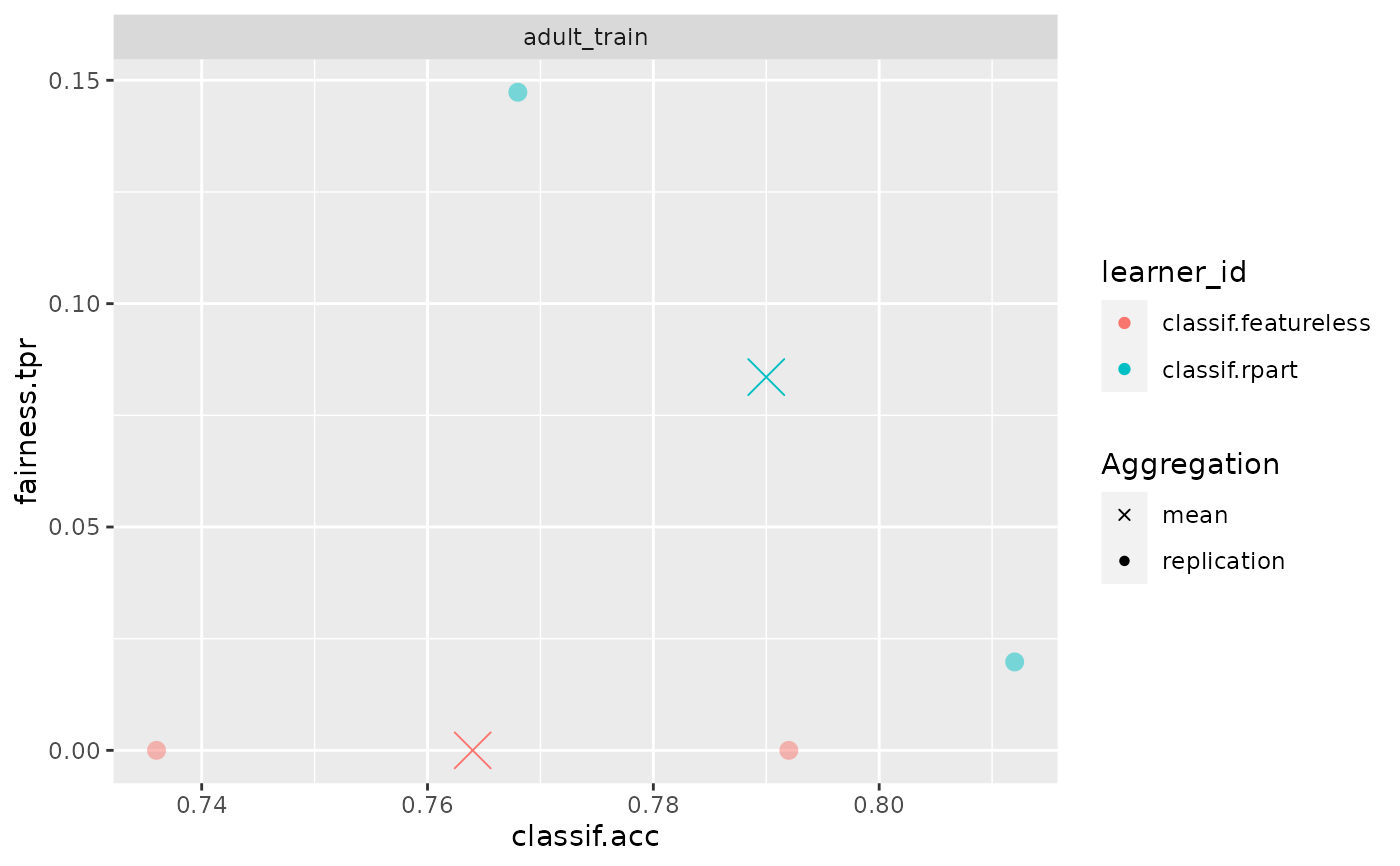 adult_train
0.15
0.10
0.05
0.00
fairness.tpr
0.74
0.76
0.78
0.80
classif.acc
learner_id
classif.featureless
classif.rpart
Aggregation
mean
replication